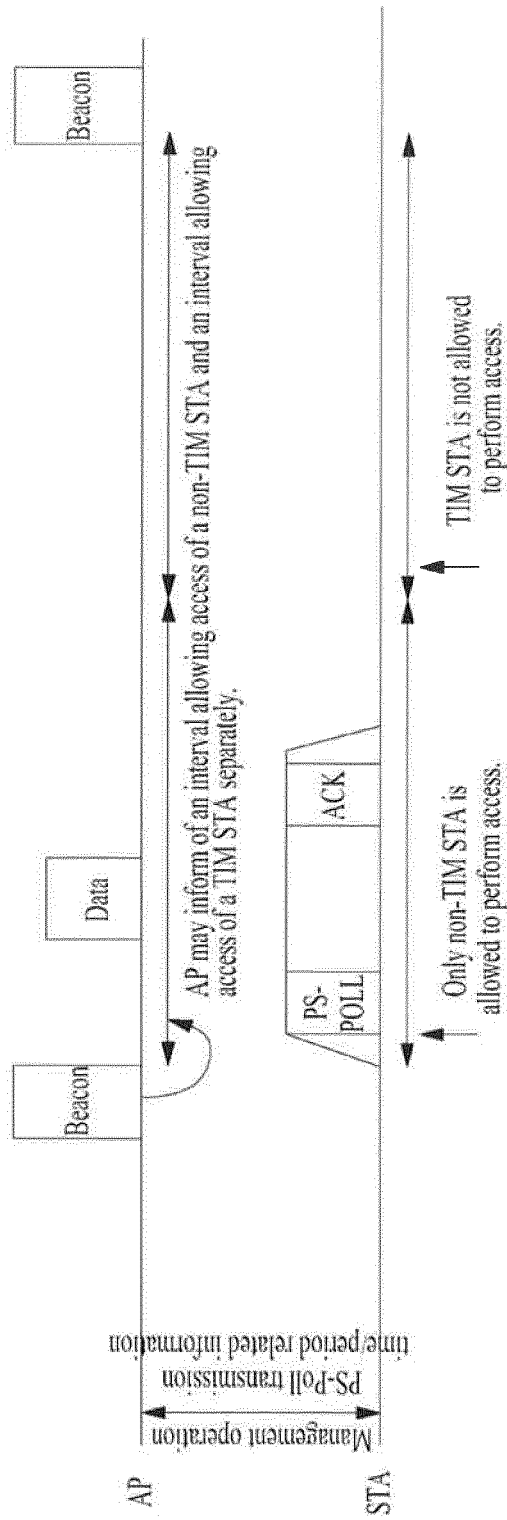 AP
STA
Management operation
PS-Poll transmission
time/period related information
Beacon
Data
Beacon
AP may inform of an interval allowing access of a non-TIM STA and an interval allowing
access of a TIM STA separately.
PS-
POLL
ACK
Only non-TIM STA is
allowed to perform access.
TIM STA is not allowed
to perform access.